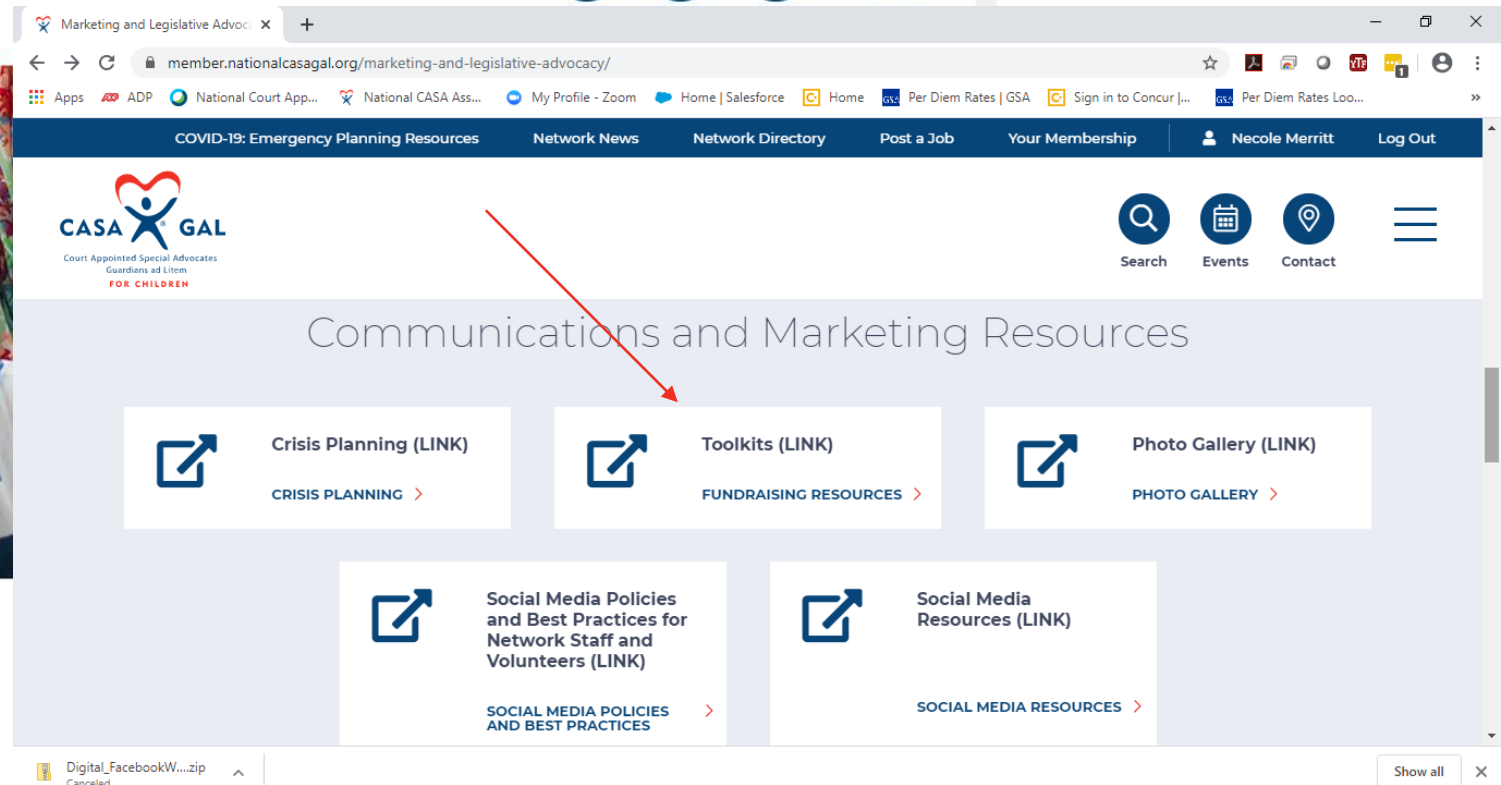 Marketing and Legislative Advoc
member.nationalcasagal.org/marketing-and-legislative-advocacy/
YTF
1
Apps ADP National Court App... National CASA Ass... My Profile - Zoom Home | Salesforce Home GSA Per Diem Rates | GSA Sign in to Concur |... GSA Per Diem Rates Loo... »
COVID-19: Emergency Planning Resources Network News Network Directory Post a Job Your Membership Necole Merritt Log Out
CASA GAL
Court Appointed Special Advocates
Guardians ad Litem
FOR CHILDREN
Search Events Contact
Communications and Marketing Resources
Crisis Planning (LINK)
CRISIS PLANNING
Toolkits (LINK)
FUNDRAISING RESOURCES
Photo Gallery (LINK)
PHOTO GALLERY
Social Media Policies
and Best Practices for
Network Staff and
Volunteers (LINK)
SOCIAL MEDIA POLICIES
AND BEST PRACTICES
Social Media
Resources (LINK)
SOCIAL MEDIA RESOURCES
Digital_FacebookW....zip
Canceled
Show all